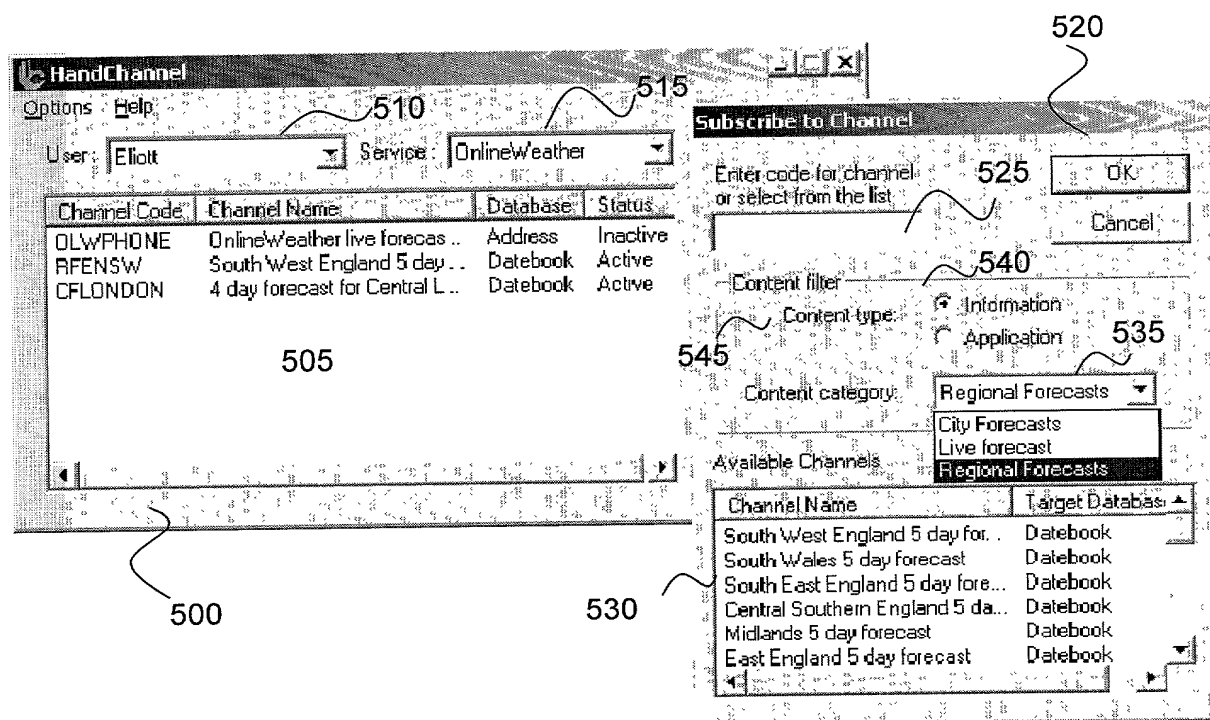 520
HandChannel
Options Help
510
515
User: Eliott
Service: OnlineWeather
Channel Code Channel Name Database Status
OLWPHONE OnlineWeather live forecas .. Address Inactive
RFENSW South West England 5 day .. Datebook Active
CFLONDON 4 day forecast for Central L .. Datebook Active
505
500
Subscribe to Channel
Enter code for channel
or select from the list
525
OK
Cancel
540
Content filter
Content type:
Information
Application
545
535
Content category: Regional Forecasts
City Forecasts
Live forecast
Regional Forecasts
Available Channels
Channel Name Target Databas
South West England 5 day for... Datebook
South Wales 5 day forecast Datebook
South East England 5 day fore... Datebook
Central Southern England 5 da... Datebook
Midlands 5 day forecast Datebook
East England 5 day forecast Datebook
530